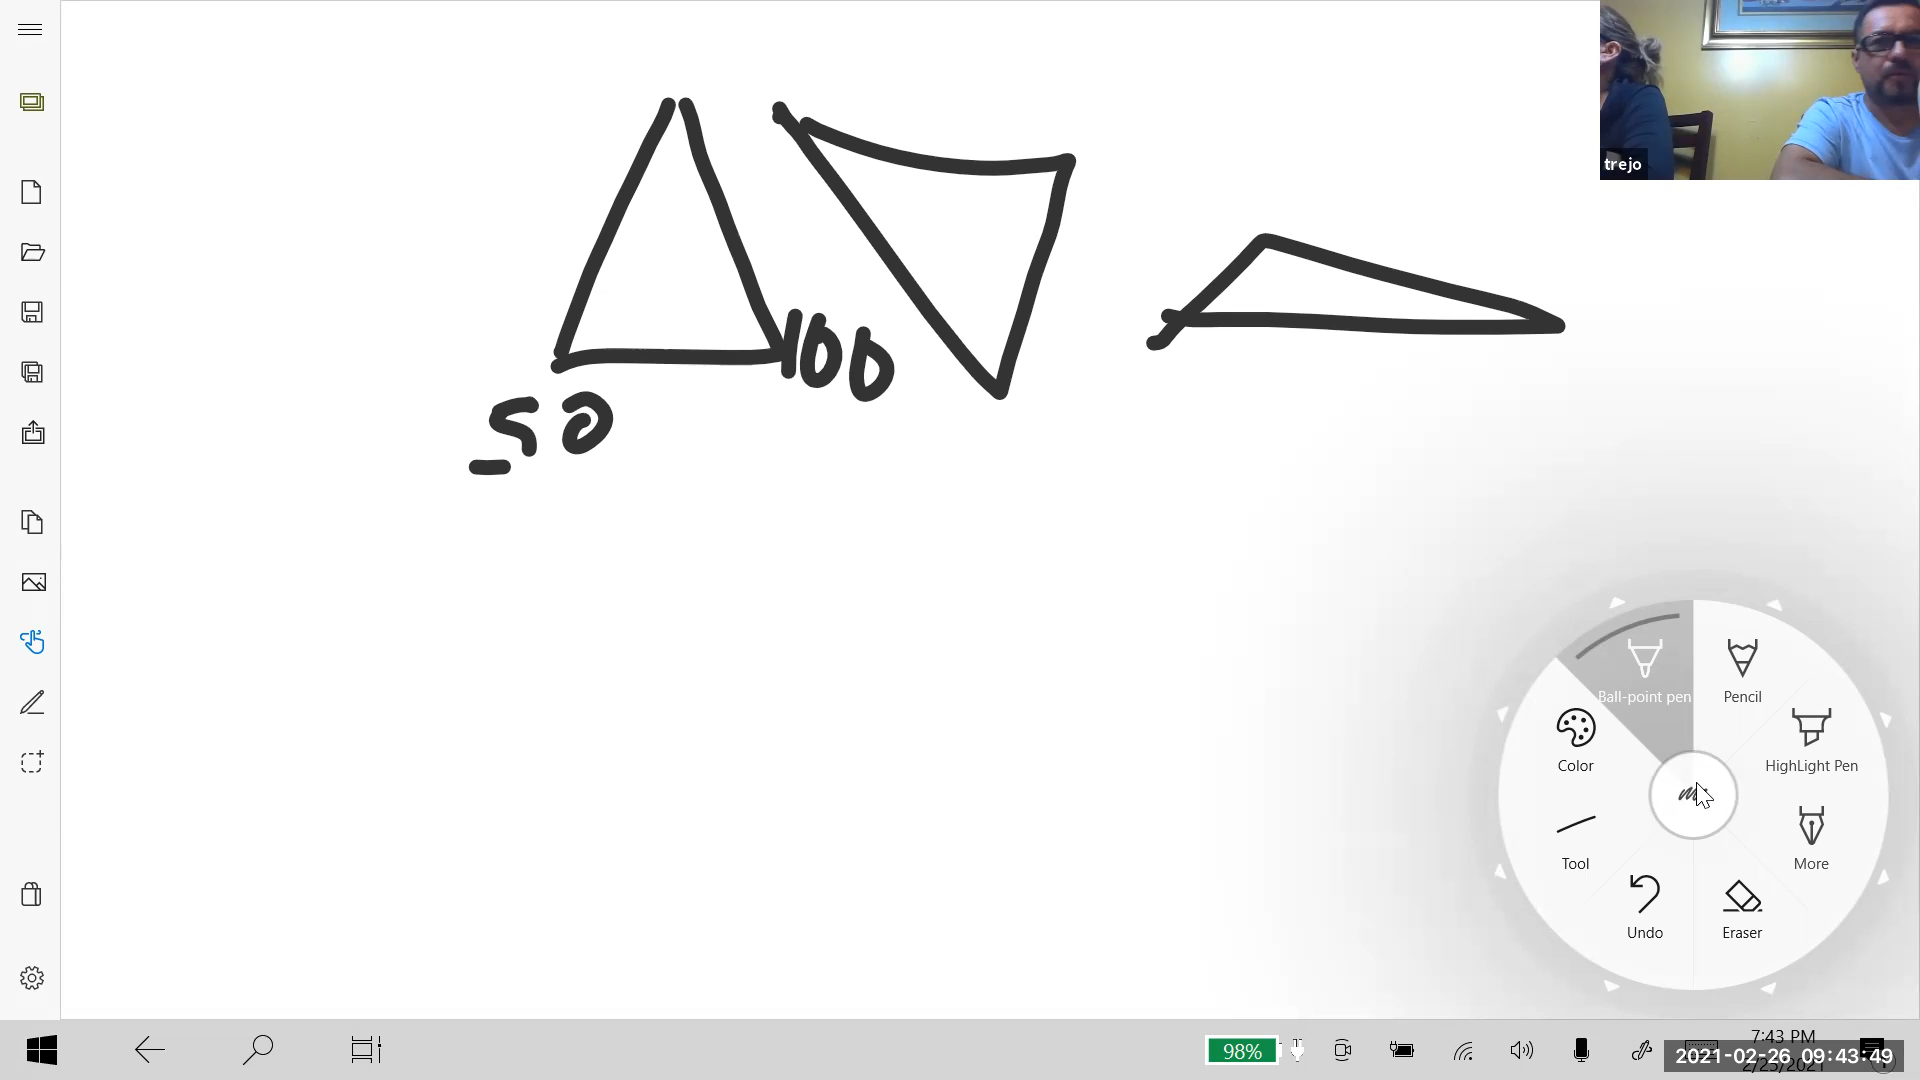 trejo
100
50
Ball-point pen
Pencil
Color
HighLight Pen
Tool
More
Undo
Eraser
98%
7:43 PM
2021-02-26 09:43:49